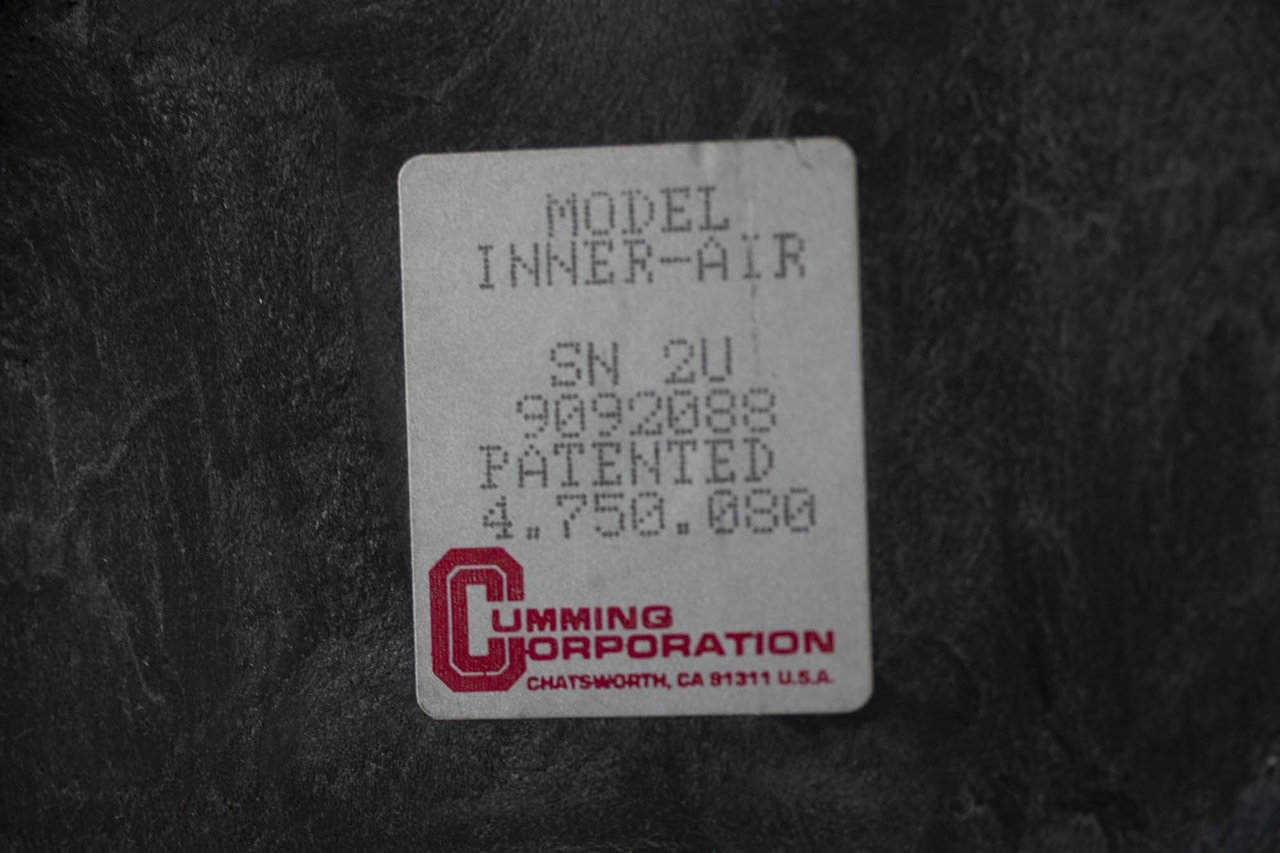 MODEL
INNER-AIR
SN 2U
9092088
PATENTED
4.750.080
CUMMING
CORPORATION
CHATSWORTH, CA 91311 U.S.A.